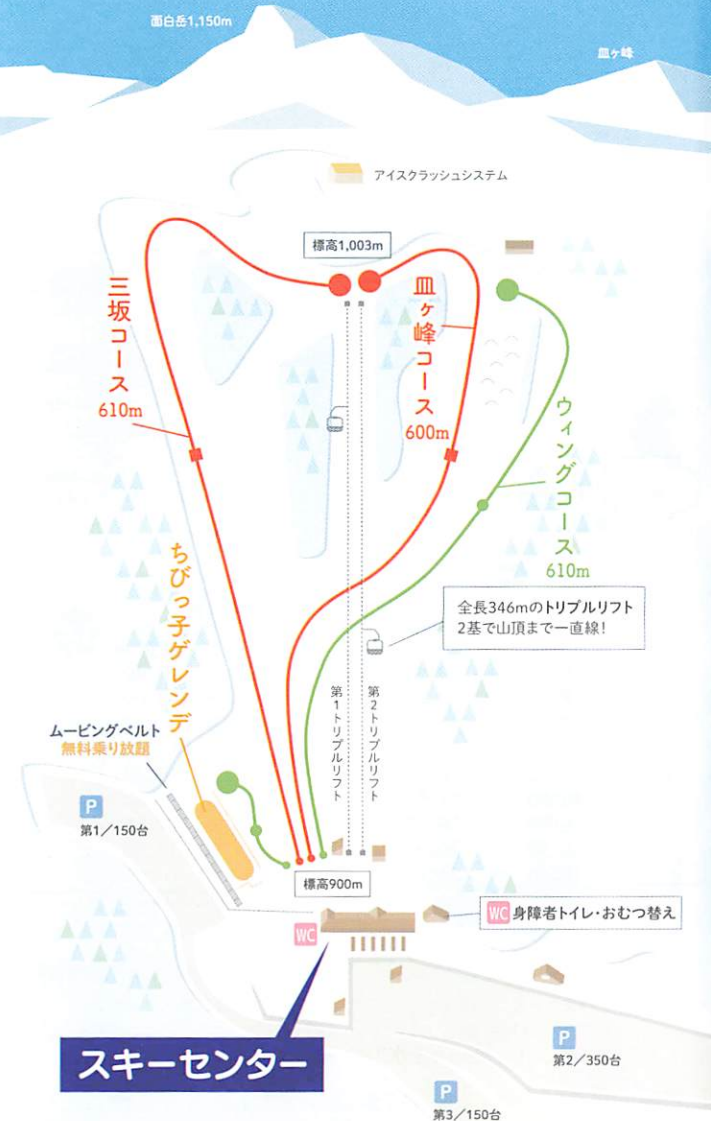 面白岳1,150m
皿ヶ峰
アイスクラッシュシステム
標高1,003m
三坂コース
610m
皿ヶ峰コース
600m
ウィングコース
610m
全長346mのトリプルリフト
2基で山頂まで一直線!
ちびっ子ゲレンデ
第1トリプルリフト
第2トリプルリフト
ムービングベルト
無料乗り放題
P
第1/150台
標高900m
WC
WC 身障者トイレ・おむつ替え
スキーセンター
P
第2/350台
P
第3/150台